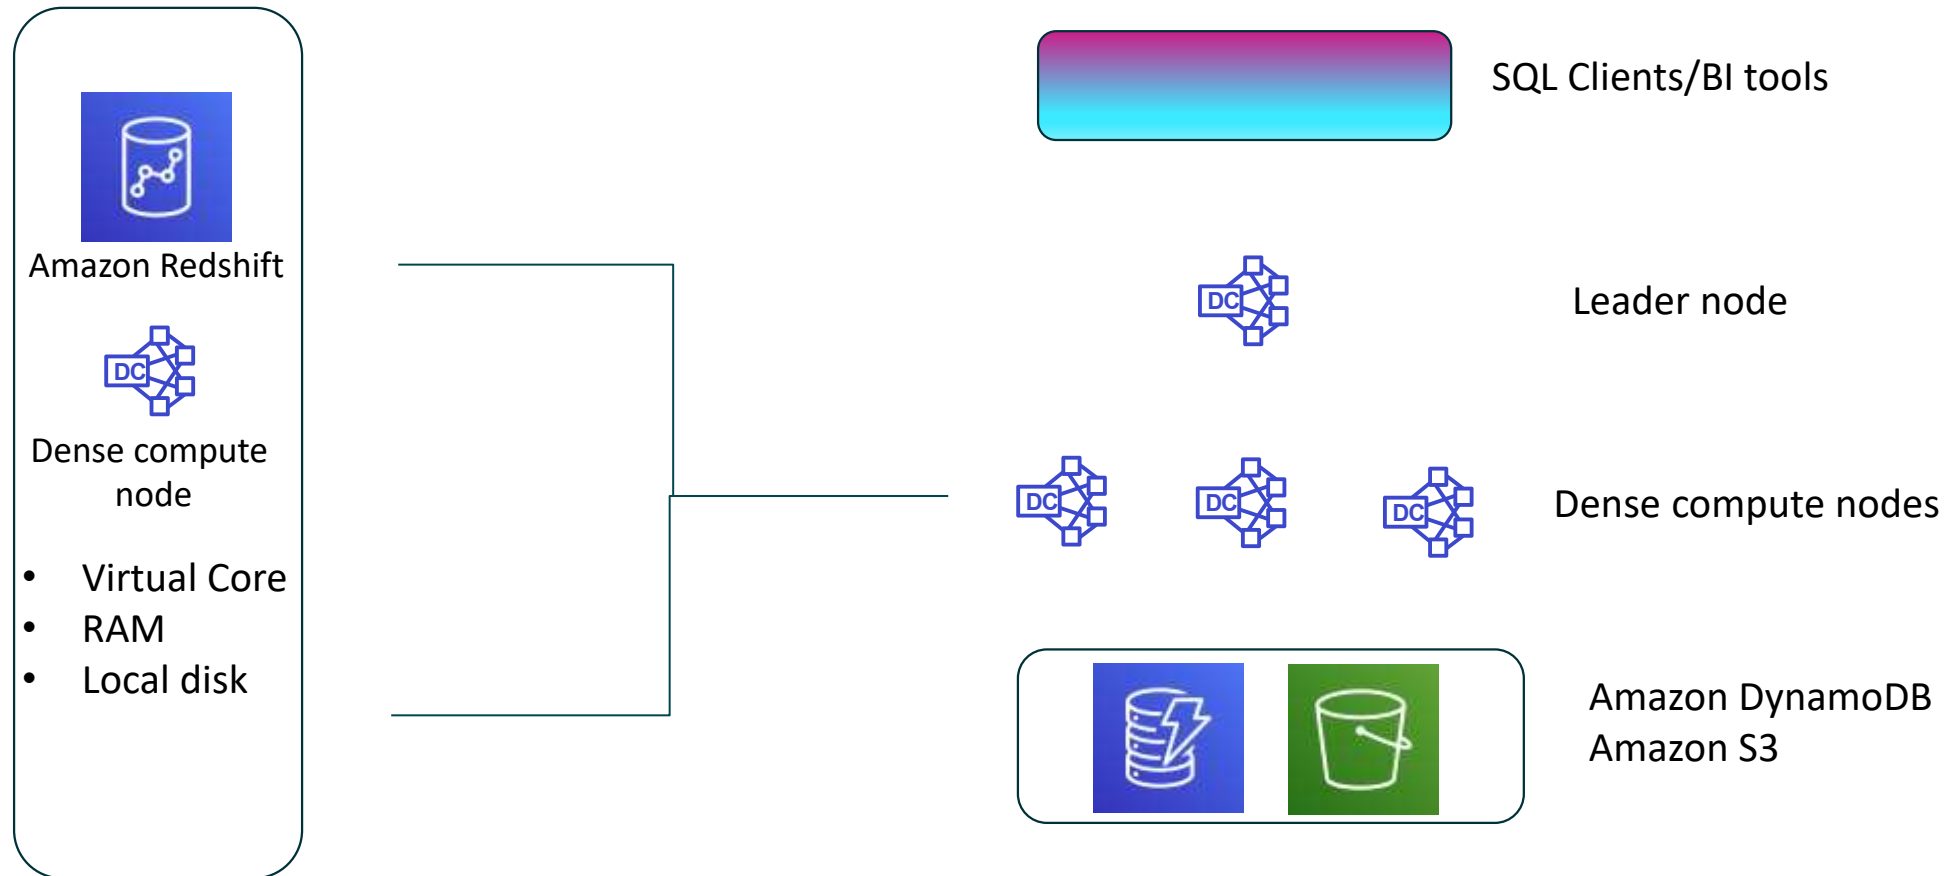 Amazon Redshift
DC
Dense compute
node
• Virtual Core
• RAM
• Local disk
SQL Clients/BI tools
DC
Leader node
DC
DC
DC
Dense compute nodes
Amazon DynamoDB
Amazon S3